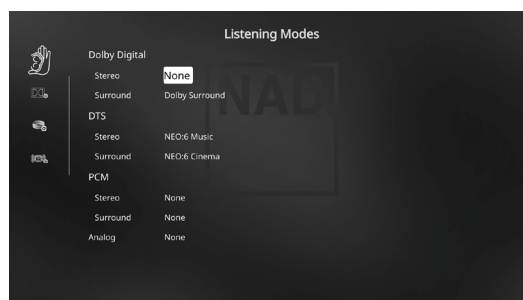 Listening Modes
Dolby Digital
Stereo None
Surround Dolby Surround
DTS
Stereo NEO:6 Music
Surround NEO:6 Cinema
PCM
Stereo None
Surround None
Analog None
NAD